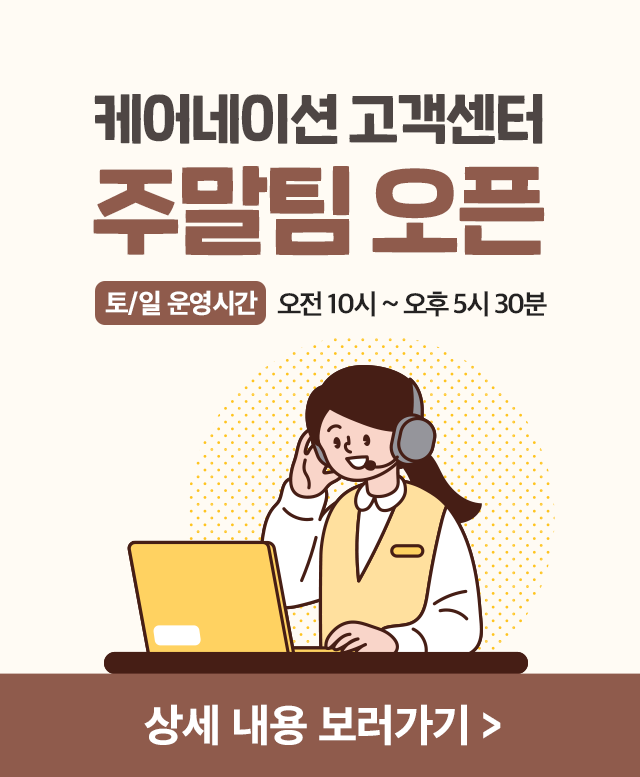 케어네이션 고객센터
주말팀 오픈
토/일 운영시간 오전 10시 ~ 오후 5시 30분
상세 내용 보러가기 >